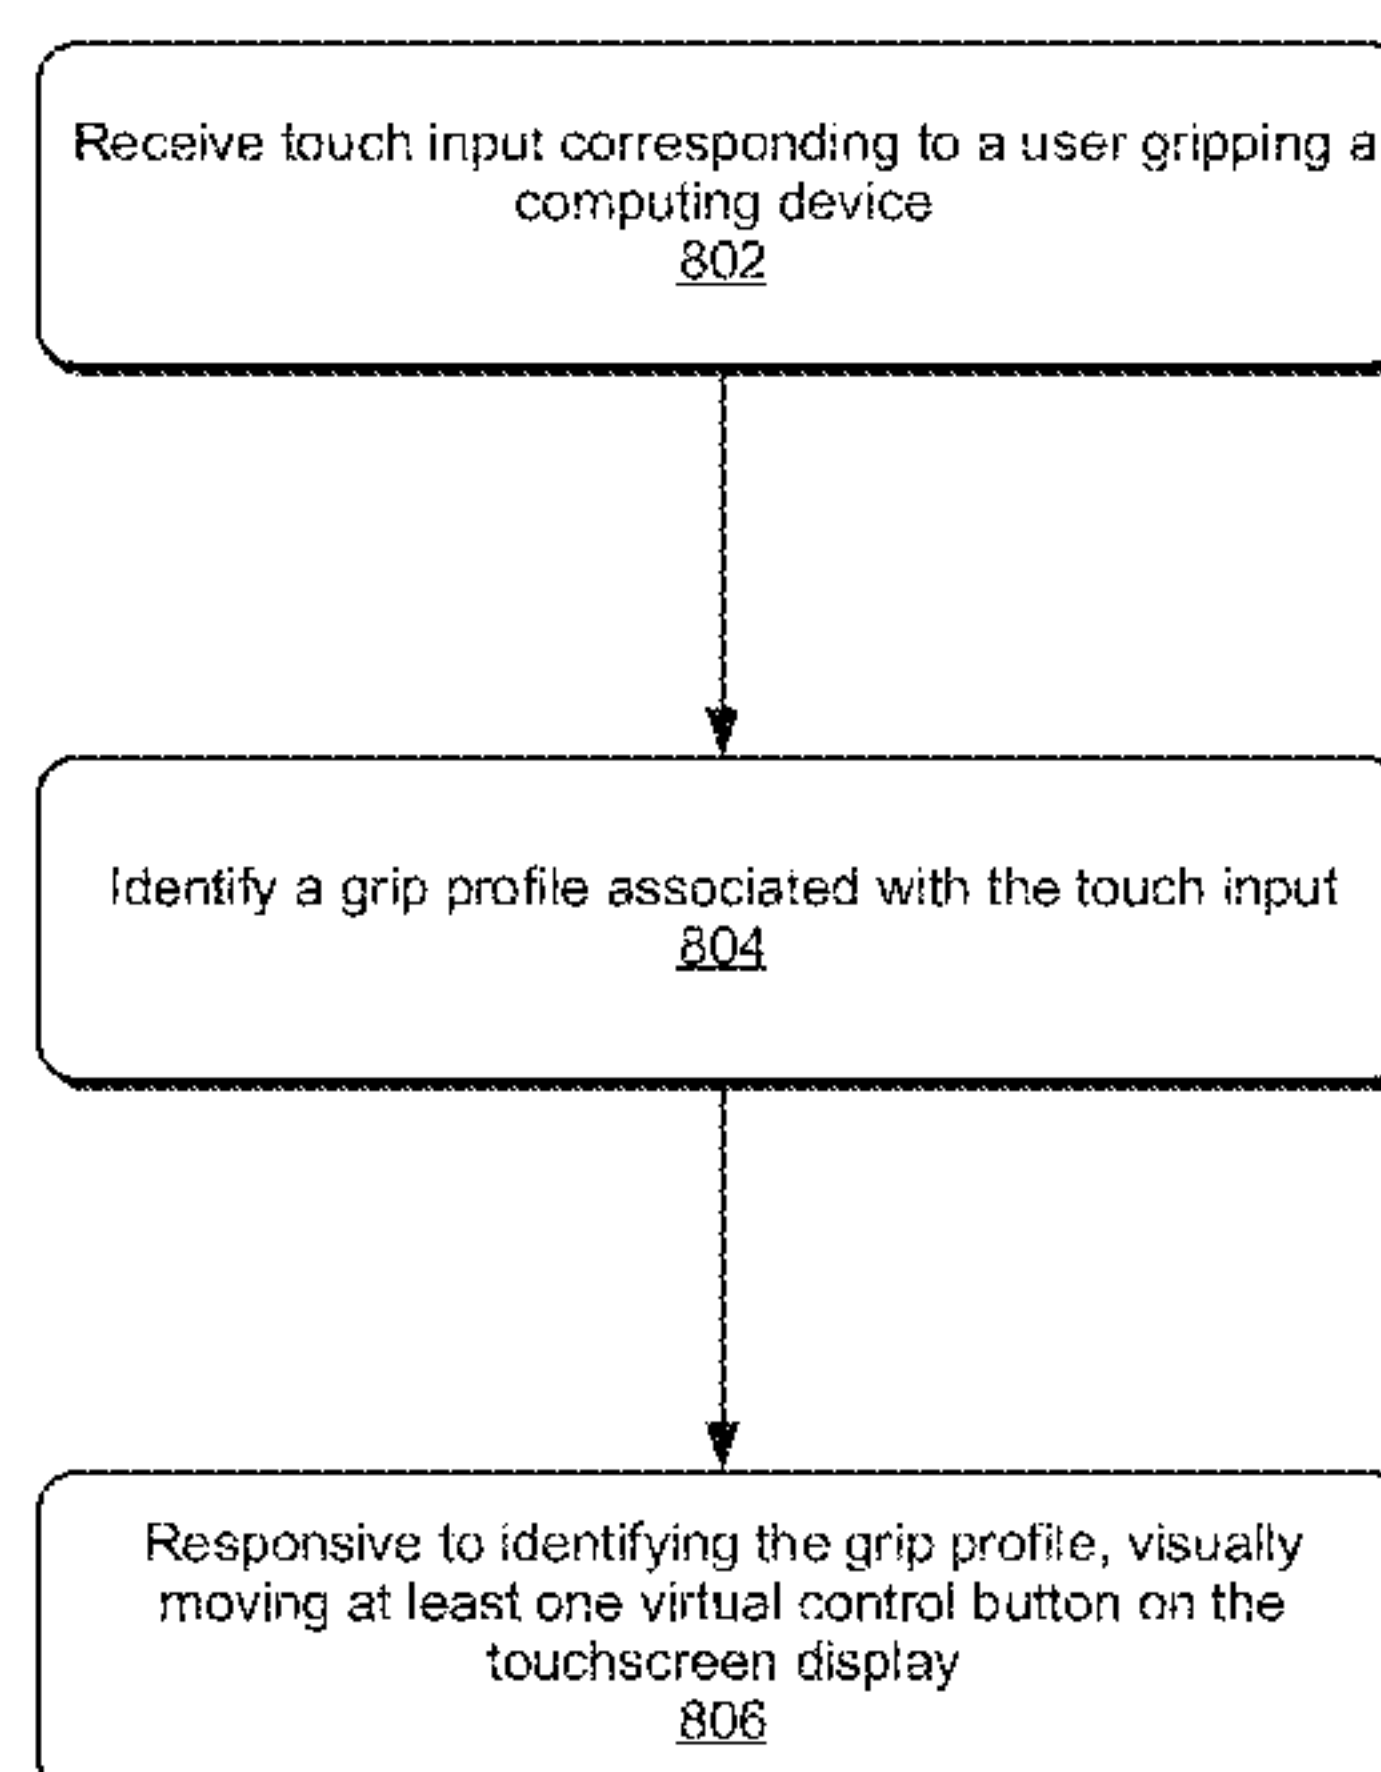 Receive touch input corresponding to a user gripping a
computing device
802
Identify a grip profile associated with the touch input
804
Responsive to identifying the grip profile, visually
moving at least one virtual control button on the
touchscreen display
806